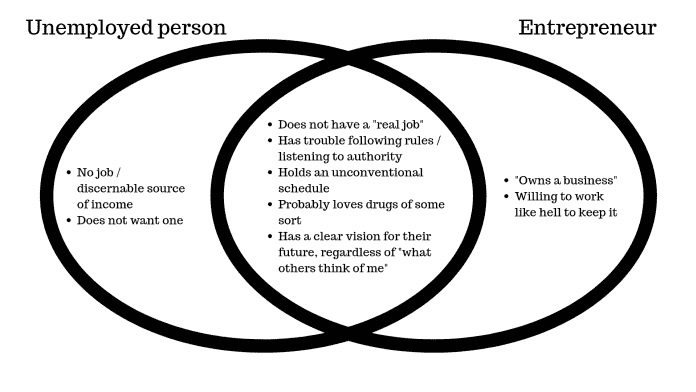 Unemployed person
Entrepreneur
• No job /
discernable source
of income
• Does not want one
• Does not have a "real job"
• Has trouble following rules /
listening to authority
• Holds an unconventional
schedule
• Probably loves drugs of some
sort
• Has a clear vision for their
future, regardless of "what
others think of me"
• "Owns a business"
• Willing to work
like hell to keep it